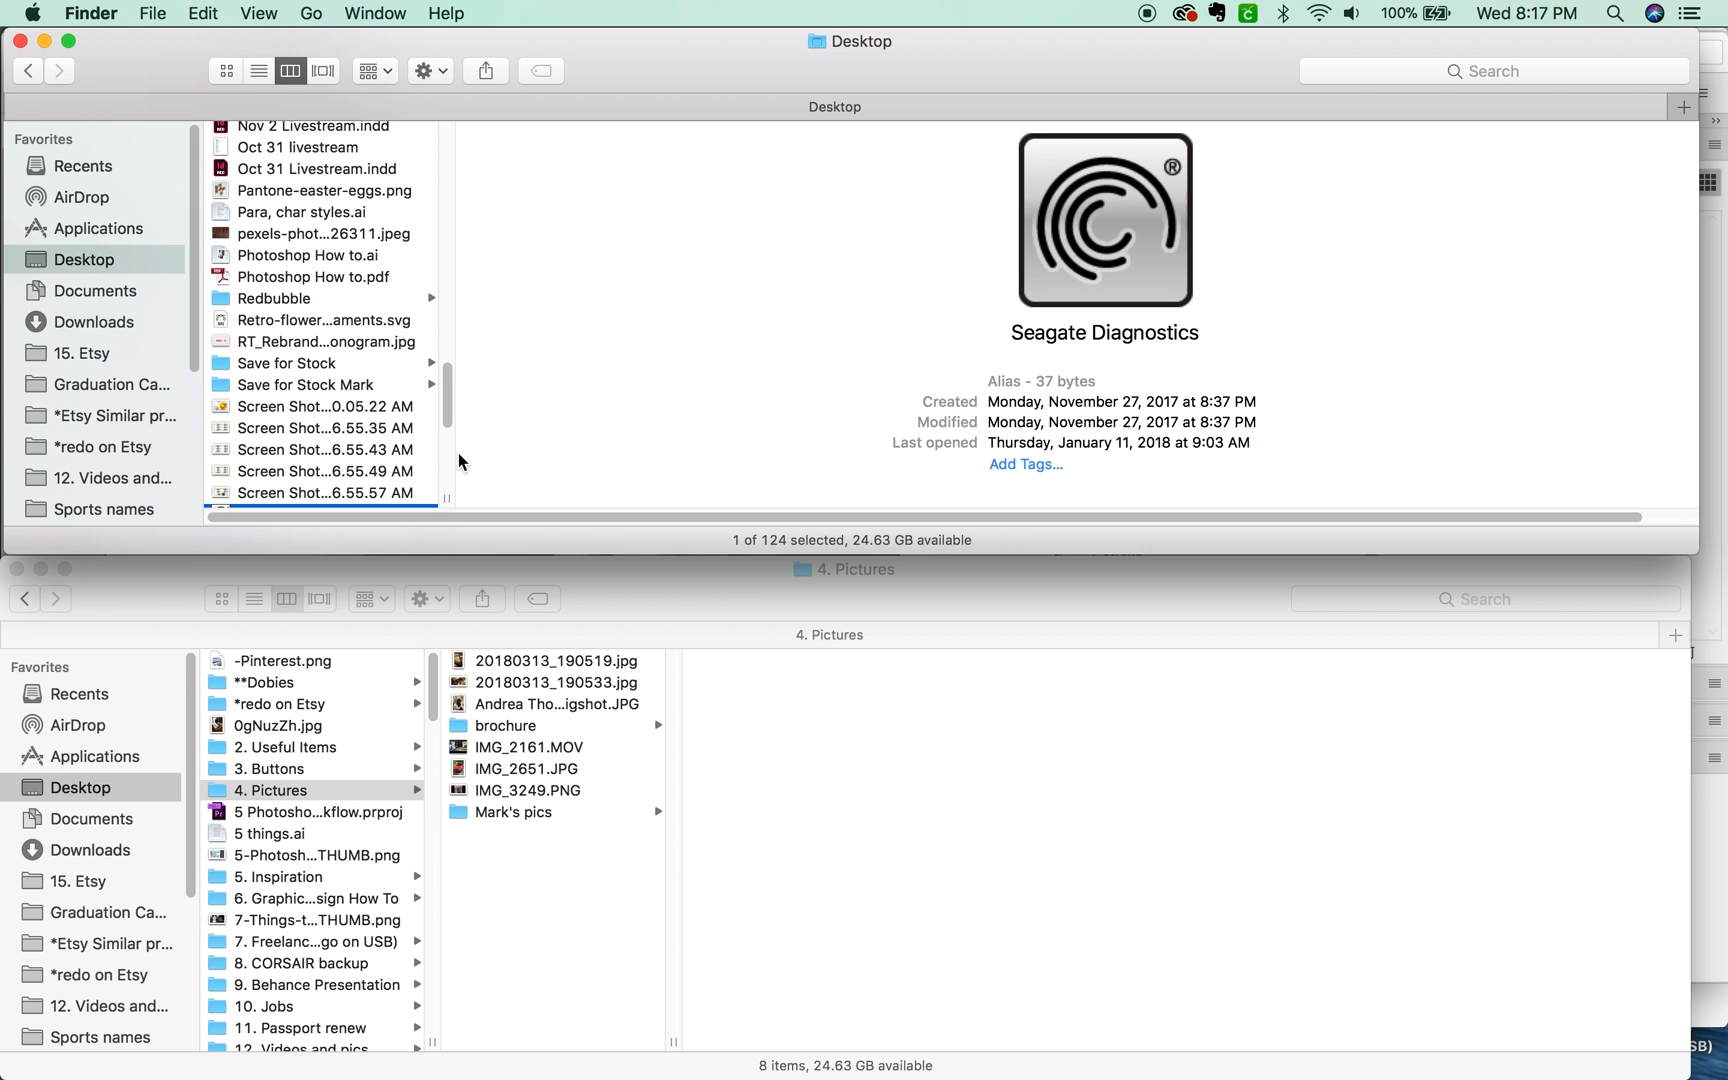 Finder File Edit View Go Window Help 100% Wed 8:17 PM
Desktop
Search
Desktop
Favorites
Recents
AirDrop
Applications
Desktop
Documents
Downloads
15. Etsy
Graduation Ca...
*Etsy Similar pr...
*redo on Etsy
12. Videos and...
Sports names
Nov 2 Livestream.indd
Oct 31 livestream
Oct 31 Livestream.indd
Pantone-easter-eggs.png
Para, char styles.ai
pexels-phot...26311.jpeg
Photoshop How to.ai
Photoshop How to.pdf
Redbubble
Retro-flower...aments.svg
RT_Rebrand...onogram.jpg
Save for Stock
Save for Stock Mark
Screen Shot...0.05.22 AM
Screen Shot...6.55.35 AM
Screen Shot...6.55.43 AM
Screen Shot...6.55.49 AM
Screen Shot...6.55.57 AM
®
Seagate Diagnostics
Alias - 37 bytes
Created Monday, November 27, 2017 at 8:37 PM
Modified Monday, November 27, 2017 at 8:37 PM
Last opened Thursday, January 11, 2018 at 9:03 AM
Add Tags...
1 of 124 selected, 24.63 GB available
4. Pictures
Search
4. Pictures
Favorites
Recents
AirDrop
Applications
Desktop
Documents
Downloads
15. Etsy
Graduation Ca...
*Etsy Similar pr...
*redo on Etsy
12. Videos and...
Sports names
-Pinterest.png
**Dobies
*redo on Etsy
0gNuzZh.jpg
2. Useful Items
3. Buttons
4. Pictures
5 Photosho...kflow.prproj
5 things.ai
5-Photosh...THUMB.png
5. Inspiration
6. Graphic...sign How To
7-Things-t...THUMB.png
7. Freelanc...go on USB)
8. CORSAIR backup
9. Behance Presentation
10. Jobs
11. Passport renew
12. Videos and pics
20180313_190519.jpg
20180313_190533.jpg
Andrea Tho...igshot.JPG
brochure
IMG_2161.MOV
IMG_2651.JPG
IMG_3249.PNG
Mark's pics
8 items, 24.63 GB available
SB)